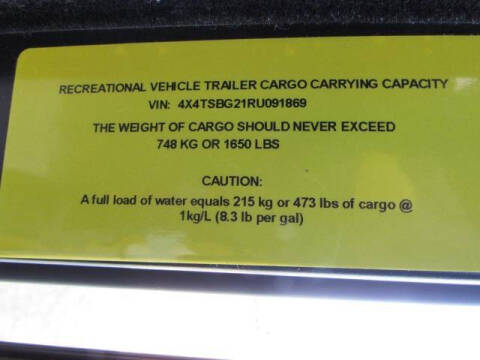 RECREATIONAL VEHICLE TRAILER CARGO CARRYING CAPACITY
VIN: 4X4TSBG21RU091869
THE WEIGHT OF CARGO SHOULD NEVER EXCEED
748 KG OR 1650 LBS
CAUTION:
A full load of water equals 215 kg or 473 lbs of cargo @
1kg/L (8.3 lb per gal)